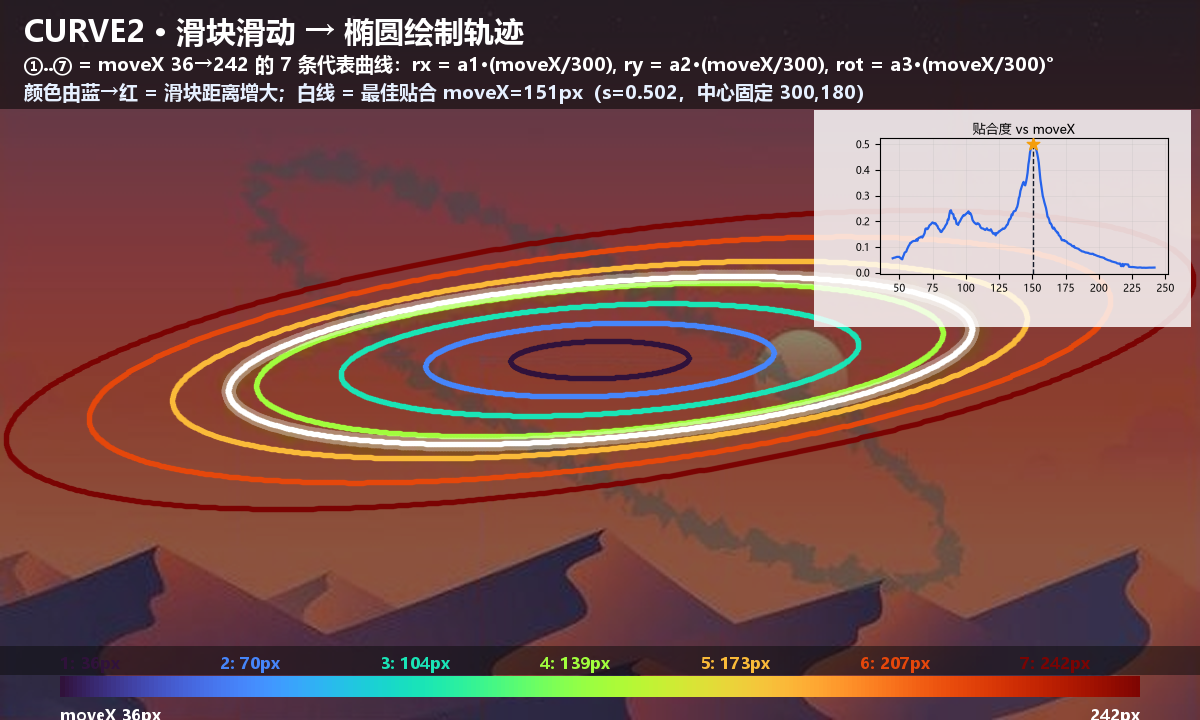 CURVE2 • 滑块滑动 → 椭圆绘制轨迹
①..⑦ = moveX 36→242 的 7 条代表曲线：rx = a1•(moveX/300), ry = a2•(moveX/300), rot = a3•(moveX/300)°
颜色由蓝→红 = 滑块距离增大；白线 = 最佳贴合 moveX=151px（s=0.502，中心固定 300,180）
贴合度 vs moveX
0.5
0.4
0.3
0.2
0.1
0.0
50 75 100 125 150 175 200 225 250
1: 36px 2: 70px 3: 104px 4: 139px 5: 173px 6: 207px 7: 242px
moveX 36px 242px